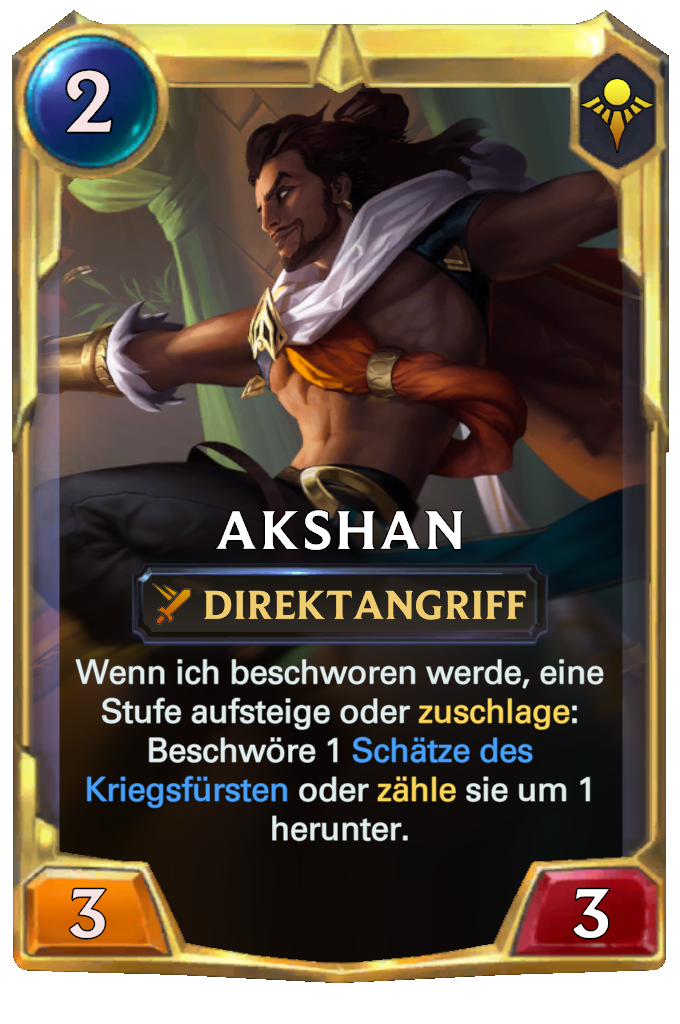 2
AKSHAN
DIREKTANGRIFF
Wenn ich beschworen werde, eine
Stufe aufsteige oder zuschlage:
Beschwöre 1 Schätze des
Kriegsfürsten oder zähle sie um 1
herunter.
3 3